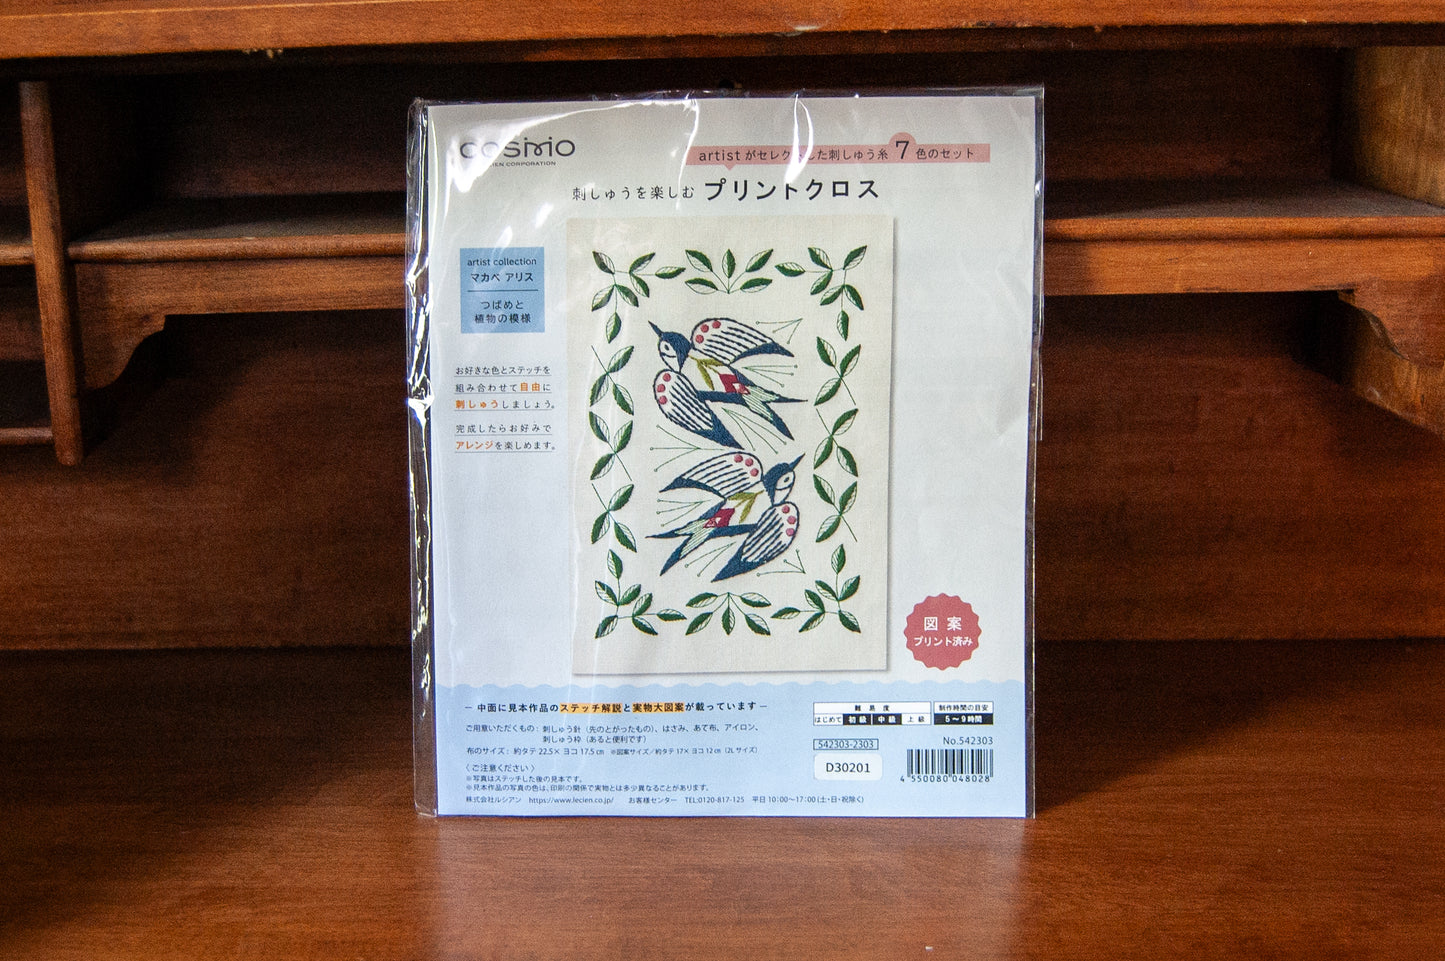 COSMO
LECIEN CORPORATION
artist がセレクトした刺しゅう糸 7 色のセット
刺しゅうを楽しむ プリントクロス
artist collection
マカベ アリス
つばめと
植物の模様
お好きな色とステッチを
組み合わせて自由に
刺しゅうしましょう。
完成したらお好みで
アレンジを楽しめます。
図 案
プリント済み
― 中面に見本作品のステッチ解説と実物大図案が載っています ―
ご用意いただくもの：刺しゅう針（先のとがったもの）、はさみ、あて布、アイロン、
刺しゅう枠（あると便利です）
布のサイズ：約タテ 22.5× ヨコ 17.5㎝ ※図案サイズ／約タテ 17× ヨコ 12㎝（2Lサイズ）
〈ご注意ください〉
※写真はステッチした後の見本です。
※見本作品の写真の色は、印刷の関係で実物とは多少異なることがあります。
株式会社ルシアン https://www.lecien.co.jp/ お客様センター TEL:0120-817-125 平日 10：00〜17：00（土・日・祝除く）
難 易 度
はじめて 初 級 中 級 上 級
制作時間の目安
5 〜 9 時間
542303-2303
No.542303
D30201
4 550080 048028